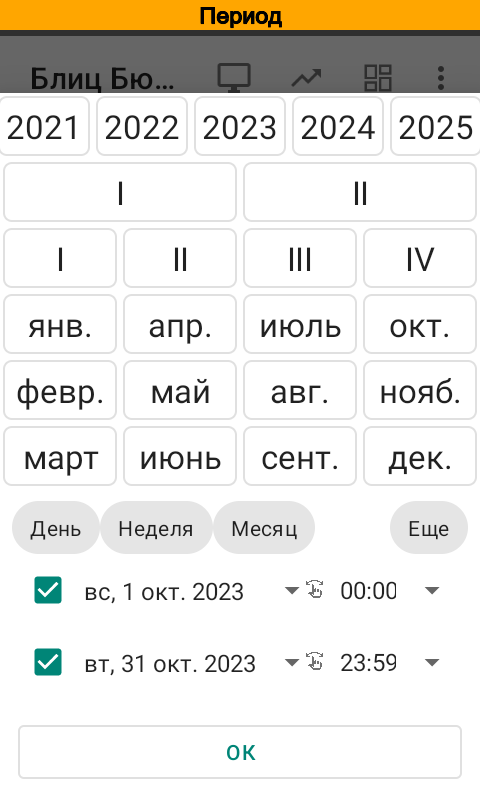 Период
Блиц Бю...
2021 2022 2023 2024 2025
I II
I II III IV
янв. апр. июль окт.
февр. май авг. нояб.
март июнь сент. дек.
День Неделя Месяц Еще
вс, 1 окт. 2023 00:00
вт, 31 окт. 2023 23:59
ОК